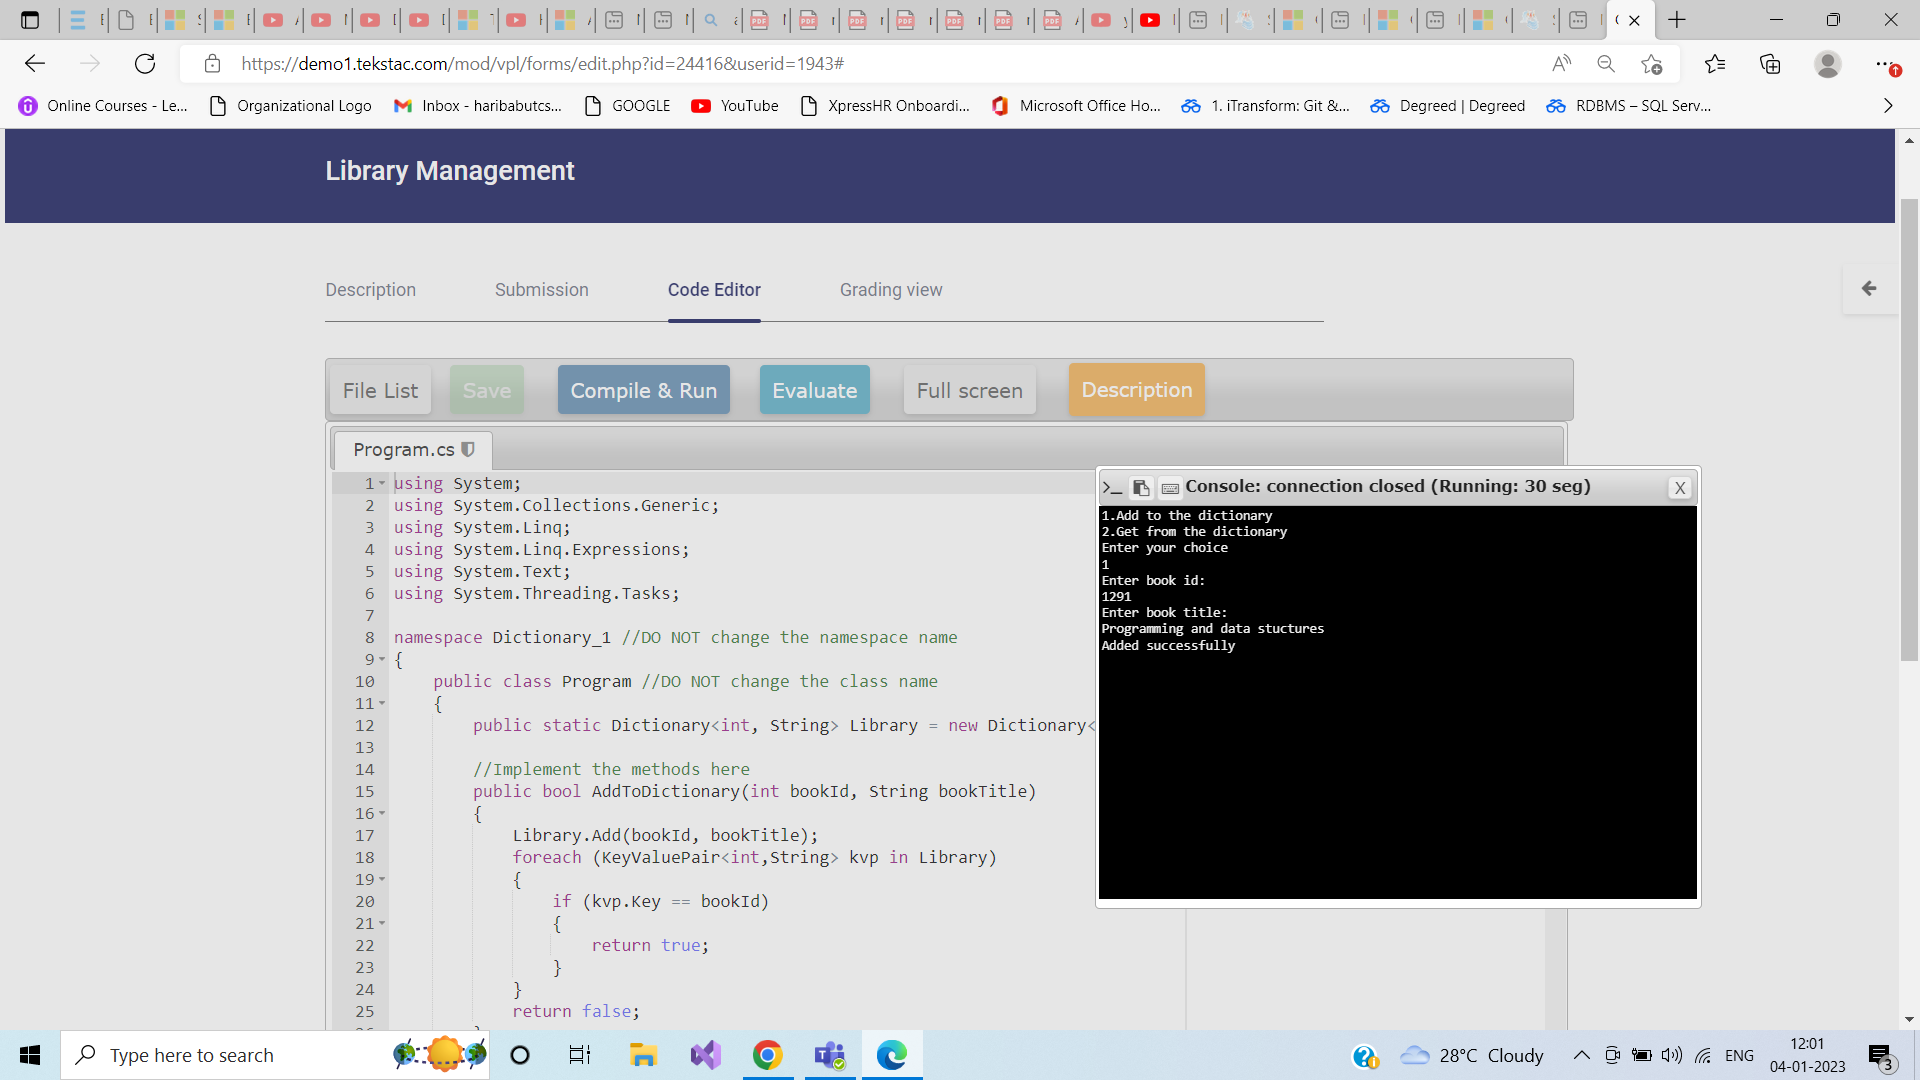 https://demo1.tekstac.com/mod/vpl/forms/edit.php?id=24416&userid=1943#
Online Courses - Le...
Organizational Logo
Inbox - haribabutcs...
GOOGLE
YouTube
XpressHR Onboardi...
Microsoft Office Ho...
1. iTransform: Git &...
Degreed | Degreed
RDBMS – SQL Serv...
Library Management
Description
Submission
Code Editor
Grading view
File List
Save
Compile & Run
Evaluate
Full screen
Description
Program.cs
1 using System;
2 using System.Collections.Generic;
3 using System.Linq;
4 using System.Linq.Expressions;
5 using System.Text;
6 using System.Threading.Tasks;
7
8 namespace Dictionary_1 //DO NOT change the namespace name
9 {
10 public class Program //DO NOT change the class name
11 {
12 public static Dictionary<int, String> Library = new Dictionary<
13
14 //Implement the methods here
15 public bool AddToDictionary(int bookId, String bookTitle)
16 {
17 Library.Add(bookId, bookTitle);
18 foreach (KeyValuePair<int,String> kvp in Library)
19 {
20 if (kvp.Key == bookId)
21 {
22 return true;
23 }
24 }
25 return false;
Console: connection closed (Running: 30 seg)
X
1.Add to the dictionary
2.Get from the dictionary
Enter your choice
1
Enter book id:
1291
Enter book title:
Programming and data stuctures
Added successfully
Type here to search
28°C Cloudy
ENG
12:01
04-01-2023
3